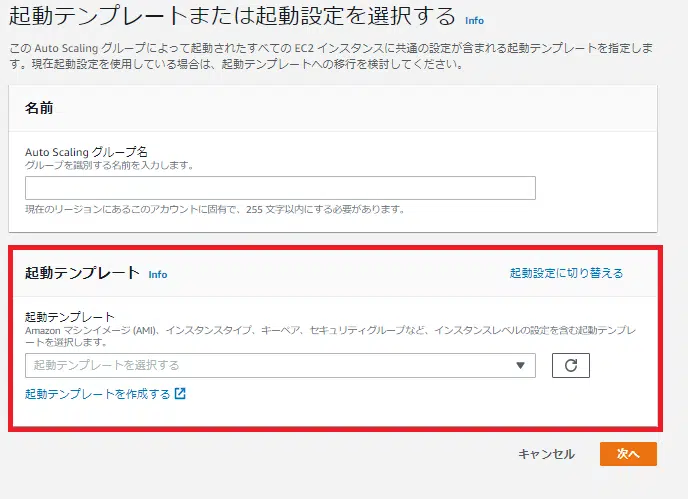 起動テンプレートまたは起動設定を選択する Info
この Auto Scaling グループによって起動されたすべての EC2 インスタンスに共通の設定が含まれる起動テンプレートを指定しま
す。現在起動設定を使用している場合は、起動テンプレートへの移行を検討してください。
名前
Auto Scaling グループ名
グループを識別する名前を入力します。
現在のリージョンにあるこのアカウントに固有で、255 文字以内にする必要があります。
起動テンプレート Info
起動設定に切り替える
起動テンプレート
Amazon マシンイメージ (AMI)、インスタンスタイプ、キーペア、セキュリティグループなど、インスタンスレベルの設定を含む起動テンプレ
ートを選択します。
起動テンプレートを選択する
起動テンプレートを作成する
キャンセル
次へ